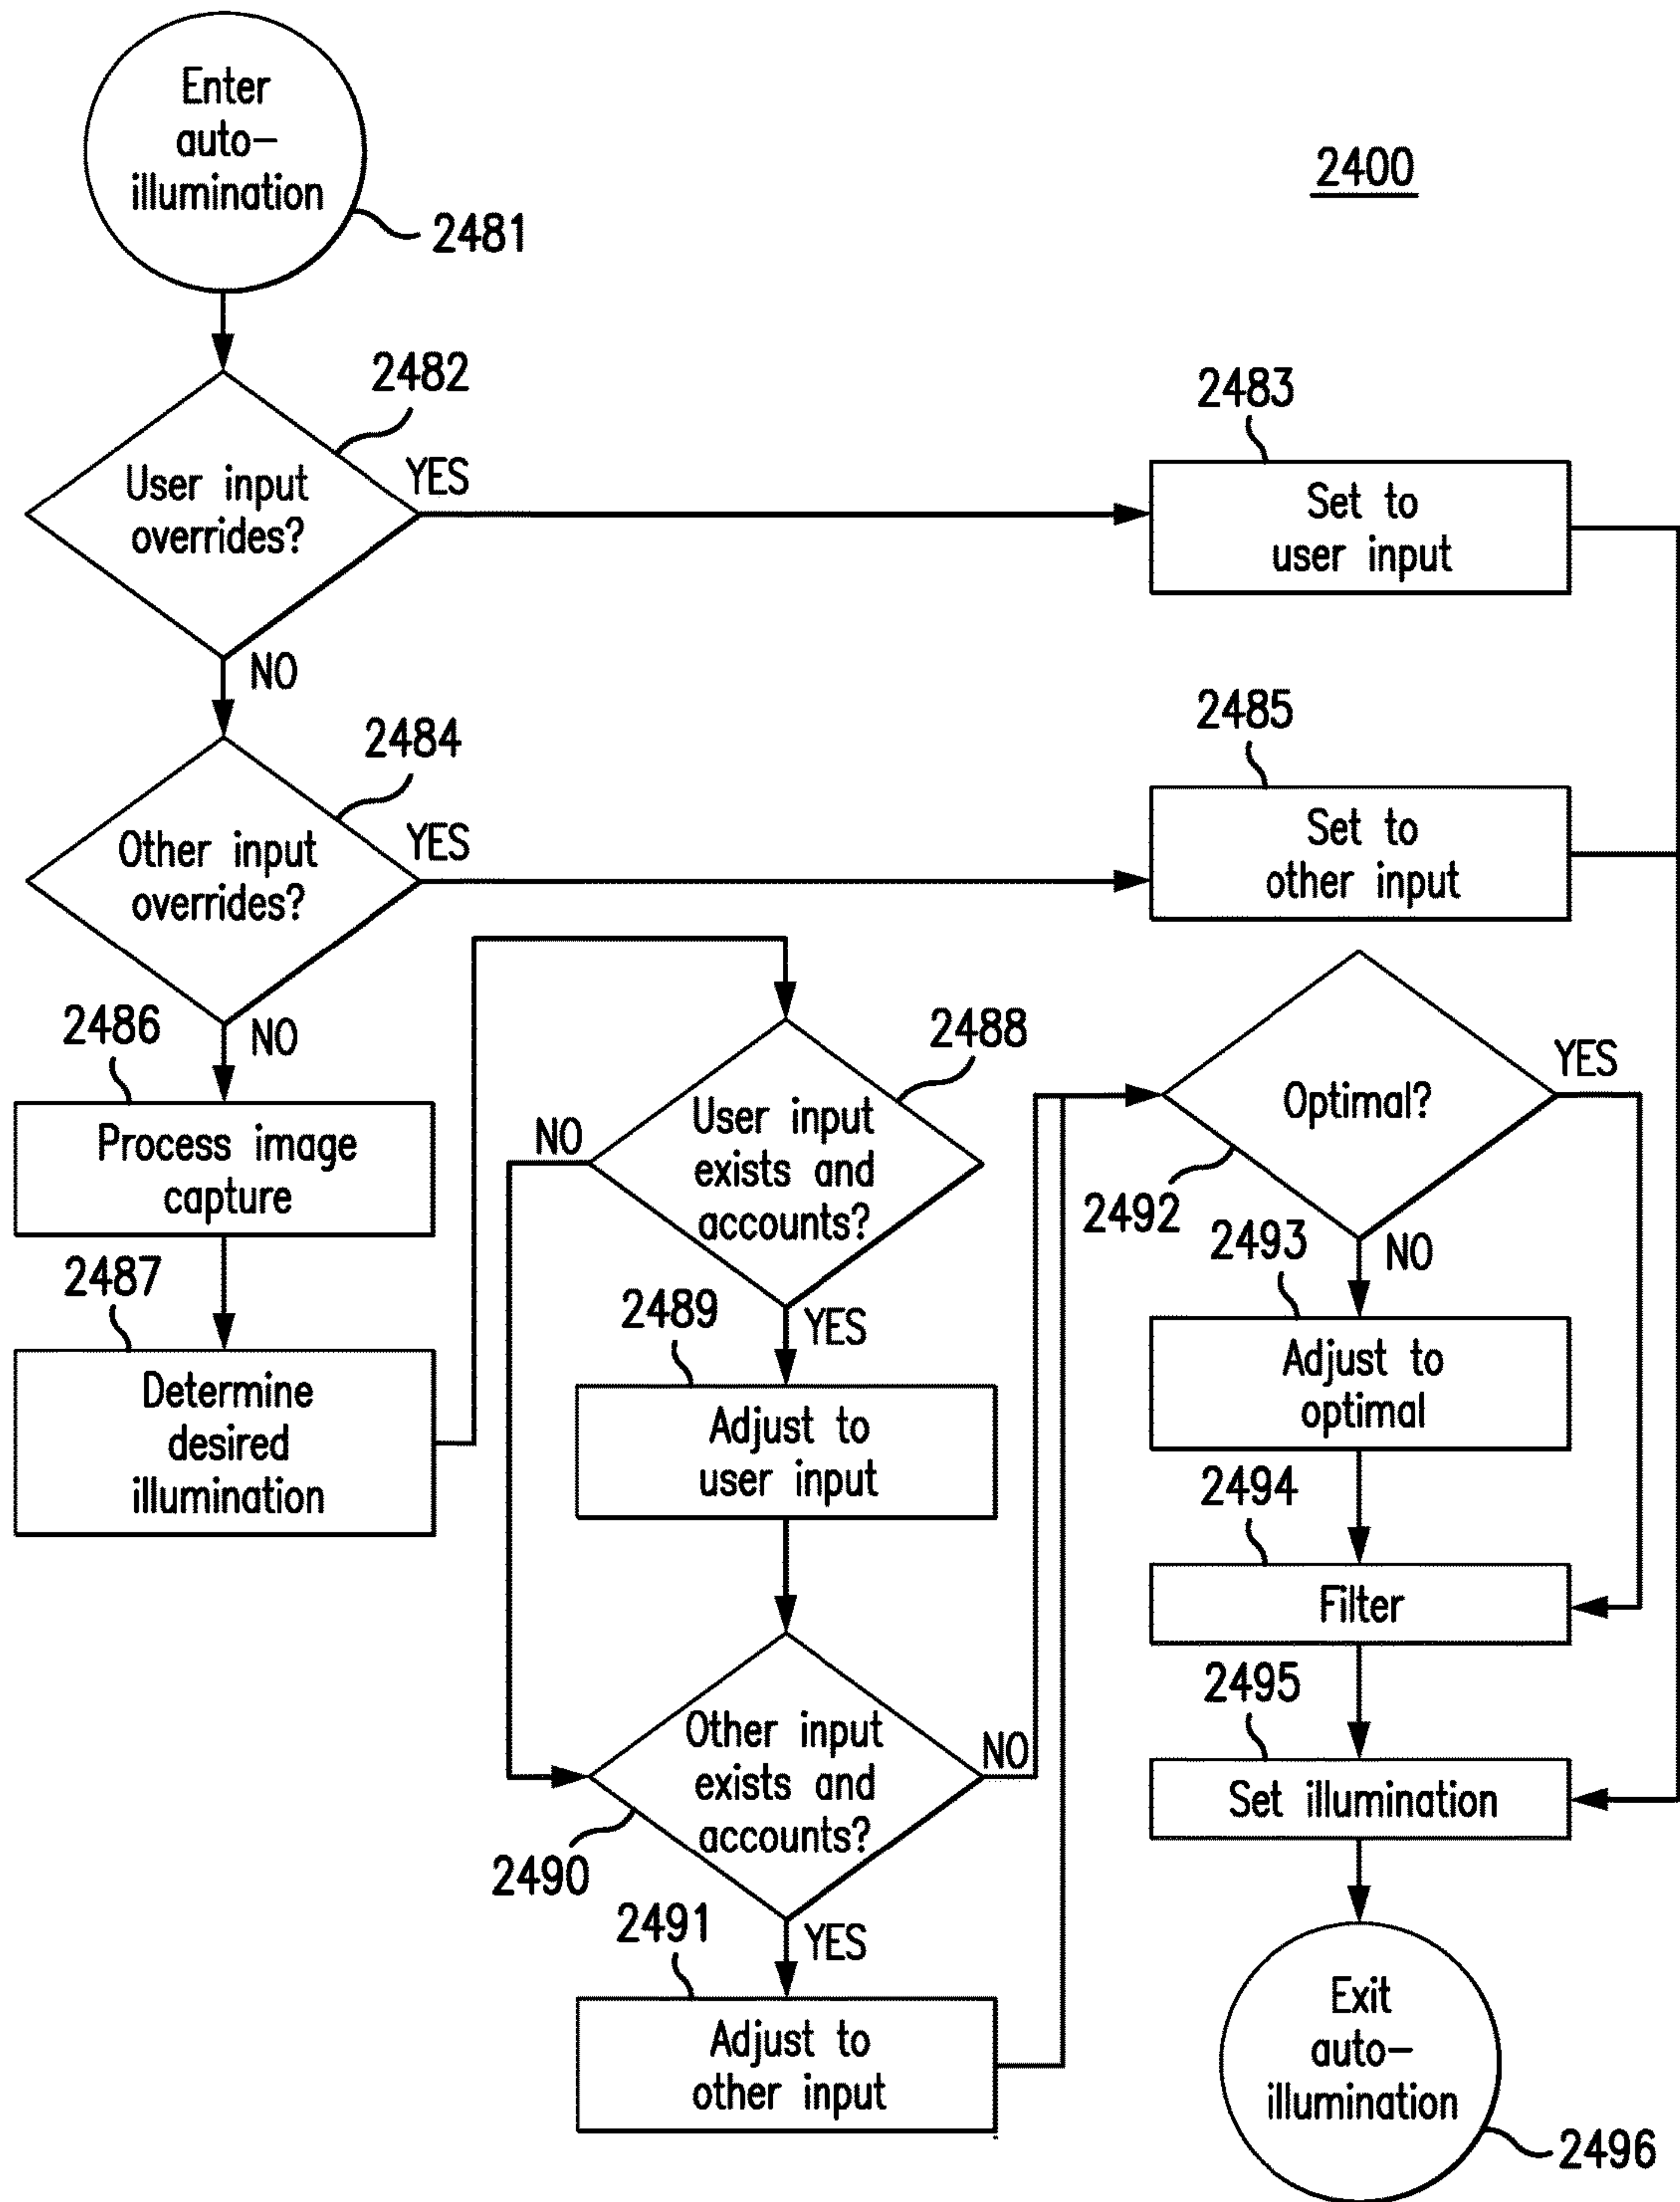 Enter
auto-
illumination
2481
2400
2482
User input
overrides?
YES
NO
2483
Set to
user input
2484
Other input
overrides?
YES
NO
2485
Set to
other input
2486
Process image
capture
2487
Determine
desired
illumination
2488
User input
exists and
accounts?
NO
YES
2489
Adjust to
user input
2490
Other input
exists and
accounts?
NO
YES
2491
Adjust to
other input
2492
Optimal?
YES
NO
2493
Adjust to
optimal
2494
Filter
2495
Set illumination
Exit
auto-
illumination
2496